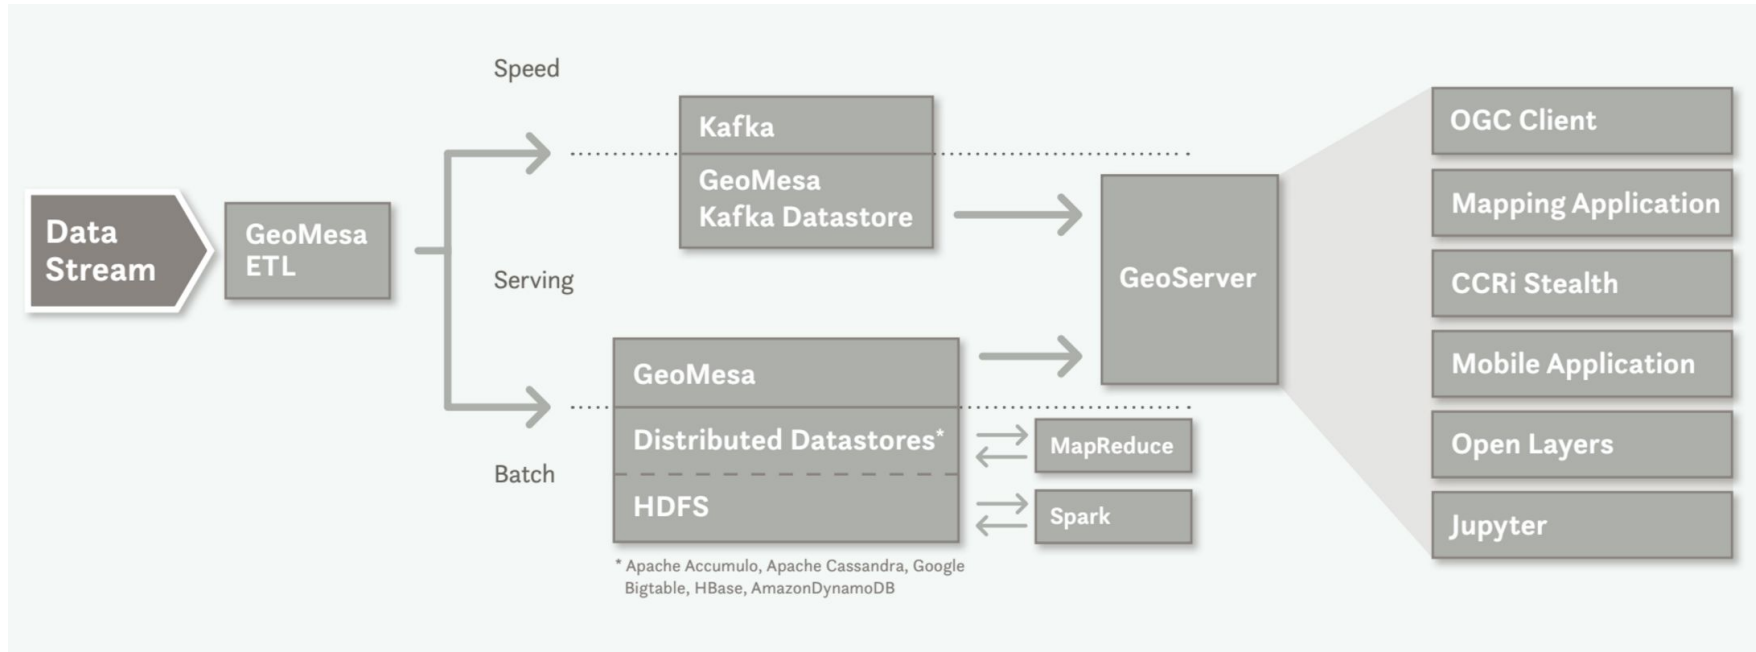 Speed
Kafka
GeoMesa
Kafka Datastore
Data
Stream
GeoMesa
ETL
Serving
GeoMesa
Distributed Datastores*
Batch
HDFS
* Apache Accumulo, Apache Cassandra, Google
Bigtable, HBase, AmazonDynamoDB
MapReduce
Spark
GeoServer
OGC Client
Mapping Application
CCRi Stealth
Mobile Application
Open Layers
Jupyter